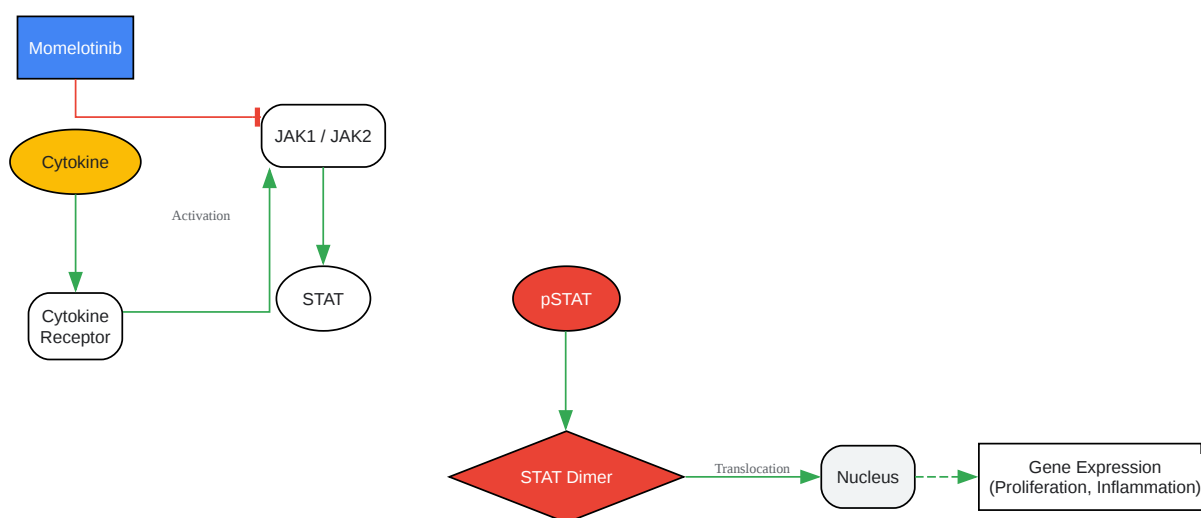 Momelotinib
JAK1 / JAK2
Cytokine
Activation
STAT
pSTAT
Cytokine
Receptor
STAT Dimer
Translocation
Nucleus
Gene Expression
(Proliferation, Inflammation)